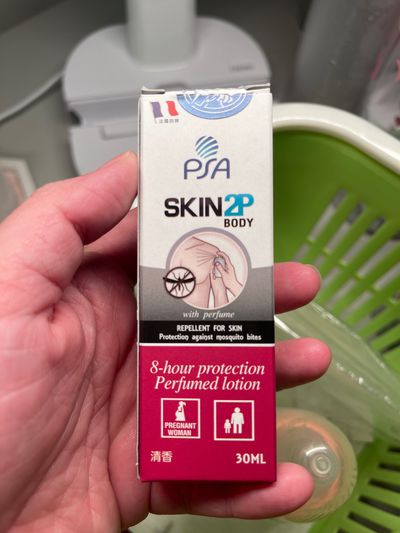 PSA
SKIN2P
BODY
with perfume
REPELLENT FOR SKIN
Protection against mosquito bites
8-hour protection
Perfumed lotion
PREGNANT
WOMAN
清香
30ML